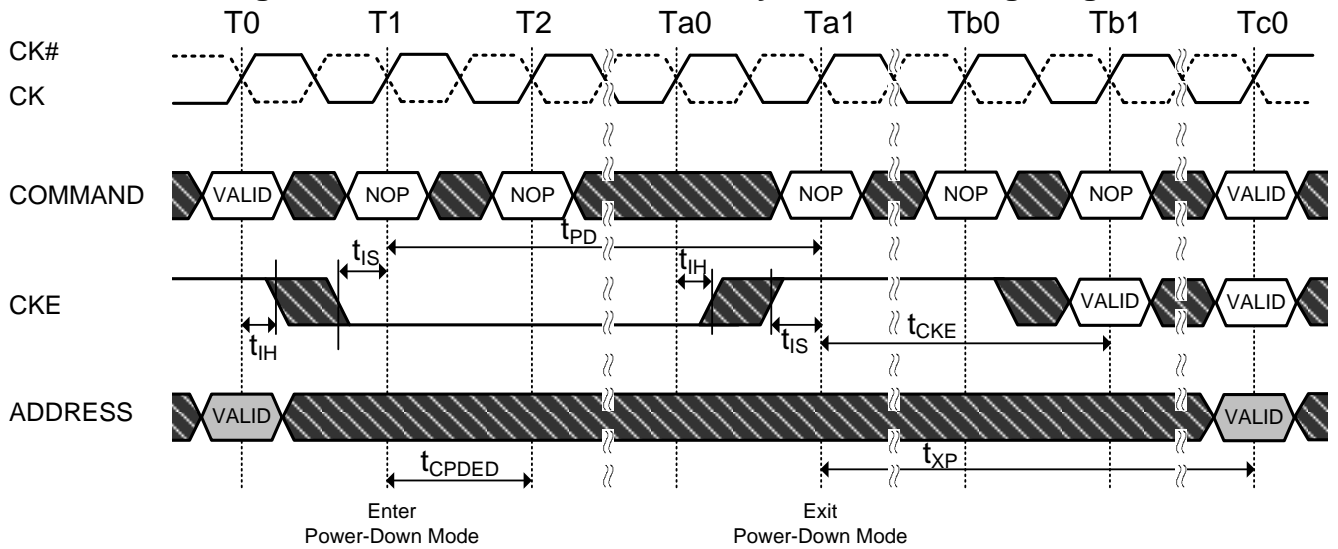 T0 T1 T2 Ta0 Ta1 Tb0 Tb1 Tc0
CK#
CK
COMMAND VALID NOP NOP NOP NOP NOP VALID
tPD
tIS tIH
CKE VALID VALID
tIH tIS tCKE
ADDRESS VALID VALID
tCPDED tXP
Enter
Power-Down Mode
Exit
Power-Down Mode